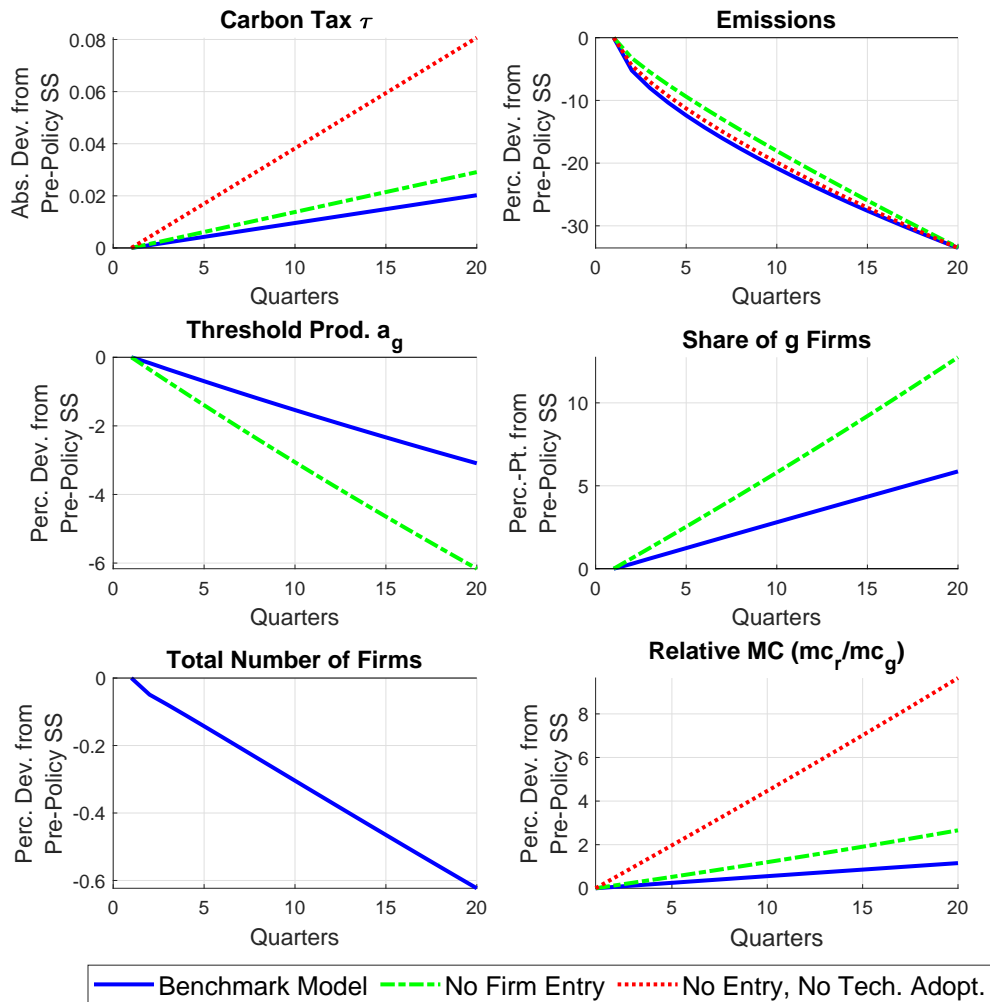 Carbon Tax τ
Abs. Dev. from
Pre-Policy SS
0.08
0.06
0.04
0.02
0
0 5 10 15 20
Quarters
Emissions
Perc. Dev. from
Pre-Policy SS
0
-10
-20
-30
0 5 10 15 20
Quarters
Threshold Prod. a_g
Perc. Dev. from
Pre-Policy SS
0
-2
-4
-6
0 5 10 15 20
Quarters
Share of g Firms
Perc.-Pt. from
Pre-Policy SS
10
5
0
0 5 10 15 20
Quarters
Total Number of Firms
Perc. Dev. from
Pre-Policy SS
0
-0.2
-0.4
-0.6
0 5 10 15 20
Quarters
Relative MC (mc_r/mc_g)
Perc. Dev. from
Pre-Policy SS
8
6
4
2
0
5 10 15 20
Quarters
Benchmark Model No Firm Entry No Entry, No Tech. Adopt.